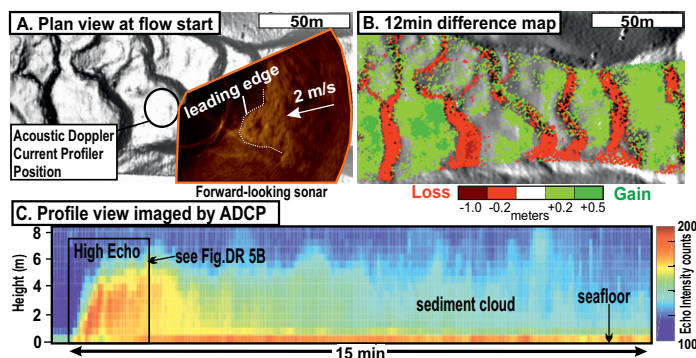 A. Plan view at flow start
50m
leading edge
2 m/s
Acoustic Doppler
Current Profiler
Position
Forward-looking sonar
B. 12min difference map
50m
Loss
Gain
-1.0
-0.2
+0.2
+0.5
meters
C. Profile view imaged by ADCP
8
6
4
2
0
Height (m)
High Echo
see Fig.DR 5B
sediment cloud
seafloor
15 min
200
100
Echo Intensity counts